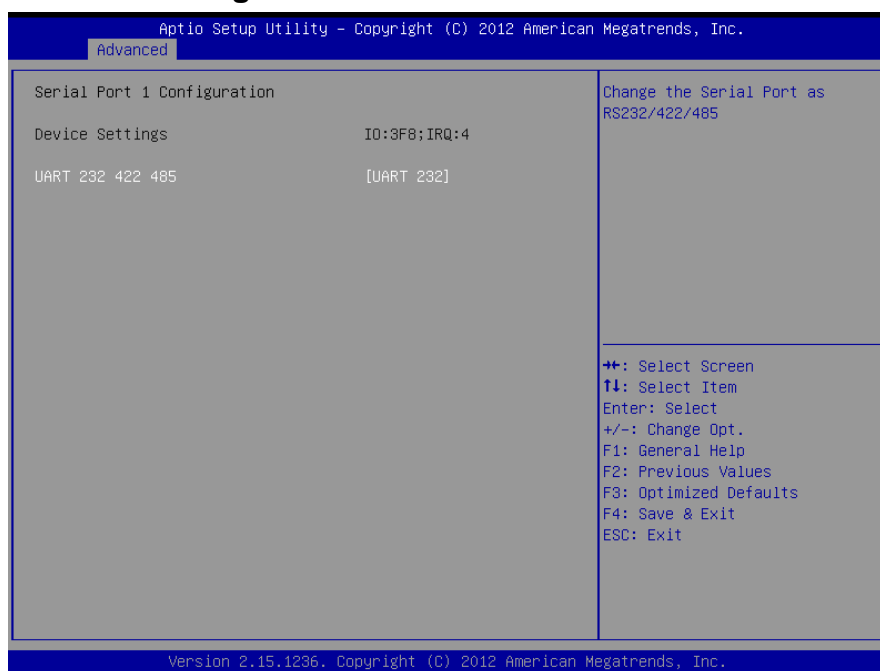 Aptio Setup Utility – Copyright (C) 2012 American Megatrends, Inc.
Advanced
Serial Port 1 Configuration
Device Settings IO:3F8;IRQ:4
UART 232 422 485 [UART 232]
Change the Serial Port as
RS232/422/485
→←: Select Screen
↑↓: Select Item
Enter: Select
+/-: Change Opt.
F1: General Help
F2: Previous Values
F3: Optimized Defaults
F4: Save & Exit
ESC: Exit
Version 2.15.1236. Copyright (C) 2012 American Megatrends, Inc.